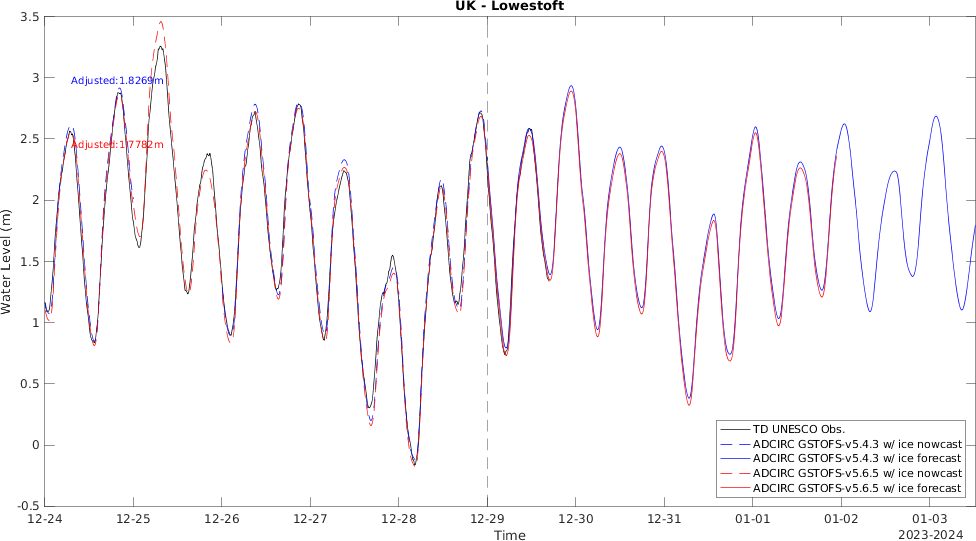 UK - Lowestoft
3.5
3
2.5
2
1.5
1
0.5
0
-0.5
Water Level (m)
Adjusted:1.8269m
Adjusted:1.7782m
TD UNESCO Obs.
ADCIRC GSTOFS-v5.4.3 w/ ice nowcast
ADCIRC GSTOFS-v5.4.3 w/ ice forecast
ADCIRC GSTOFS-v5.6.5 w/ ice nowcast
ADCIRC GSTOFS-v5.6.5 w/ ice forecast
12-24 12-25 12-26 12-27 12-28 12-29 12-30 12-31 01-01 01-02 01-03
Time
2023-2024